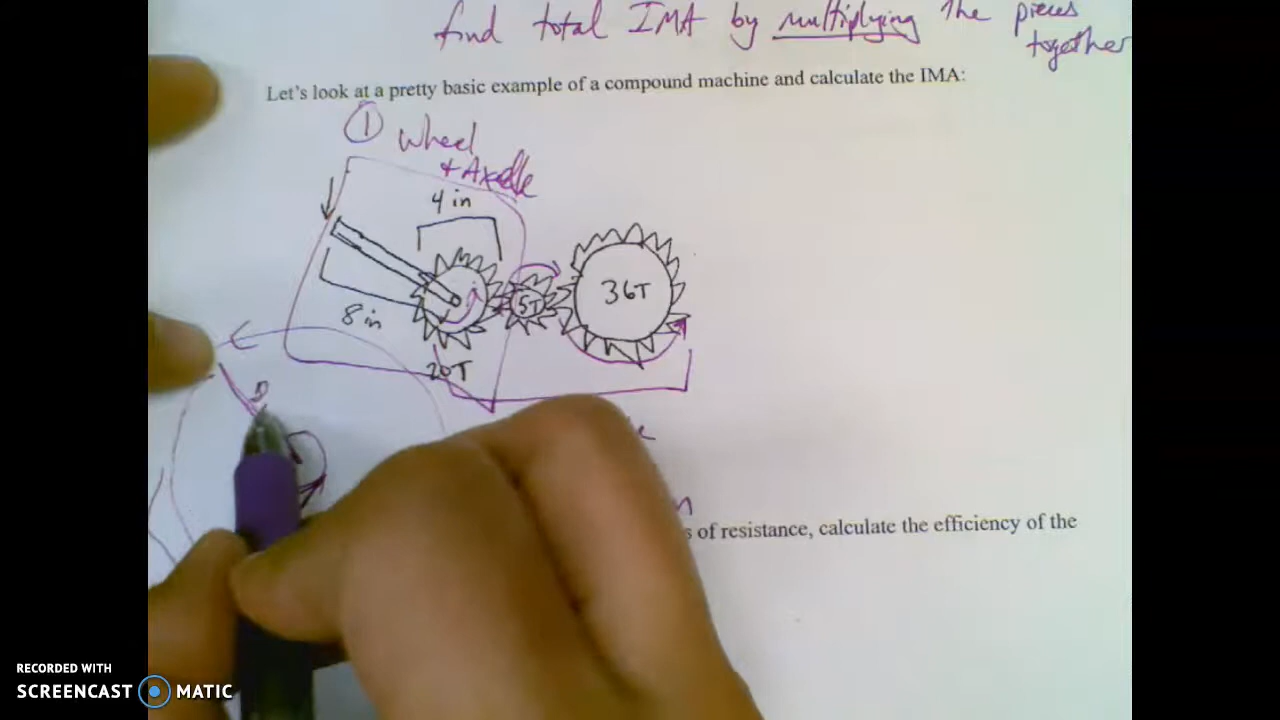 find total IMA by multiplying the pieces
together
Let's look at a pretty basic example of a compound machine and calculate the IMA:
① Wheel
+ Axle
4 in
8 in
5T
36T
20T
of resistance, calculate the efficiency of the
RECORDED WITH
SCREENCAST MATIC